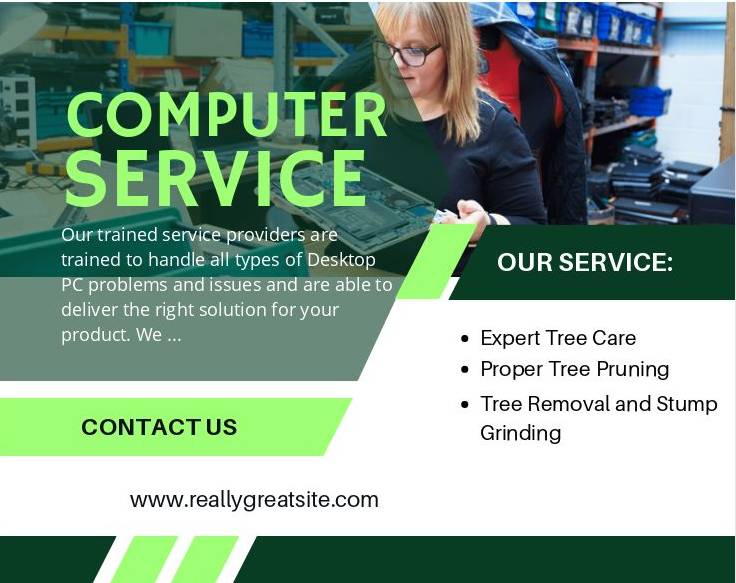 COMPUTER
SERVICE
Our trained service providers are
trained to handle all types of Desktop
PC problems and issues and are able to
deliver the right solution for your
product. We ...
OUR SERVICE:
• Expert Tree Care
• Proper Tree Pruning
• Tree Removal and Stump
Grinding
CONTACT US
www.reallygreatsite.com